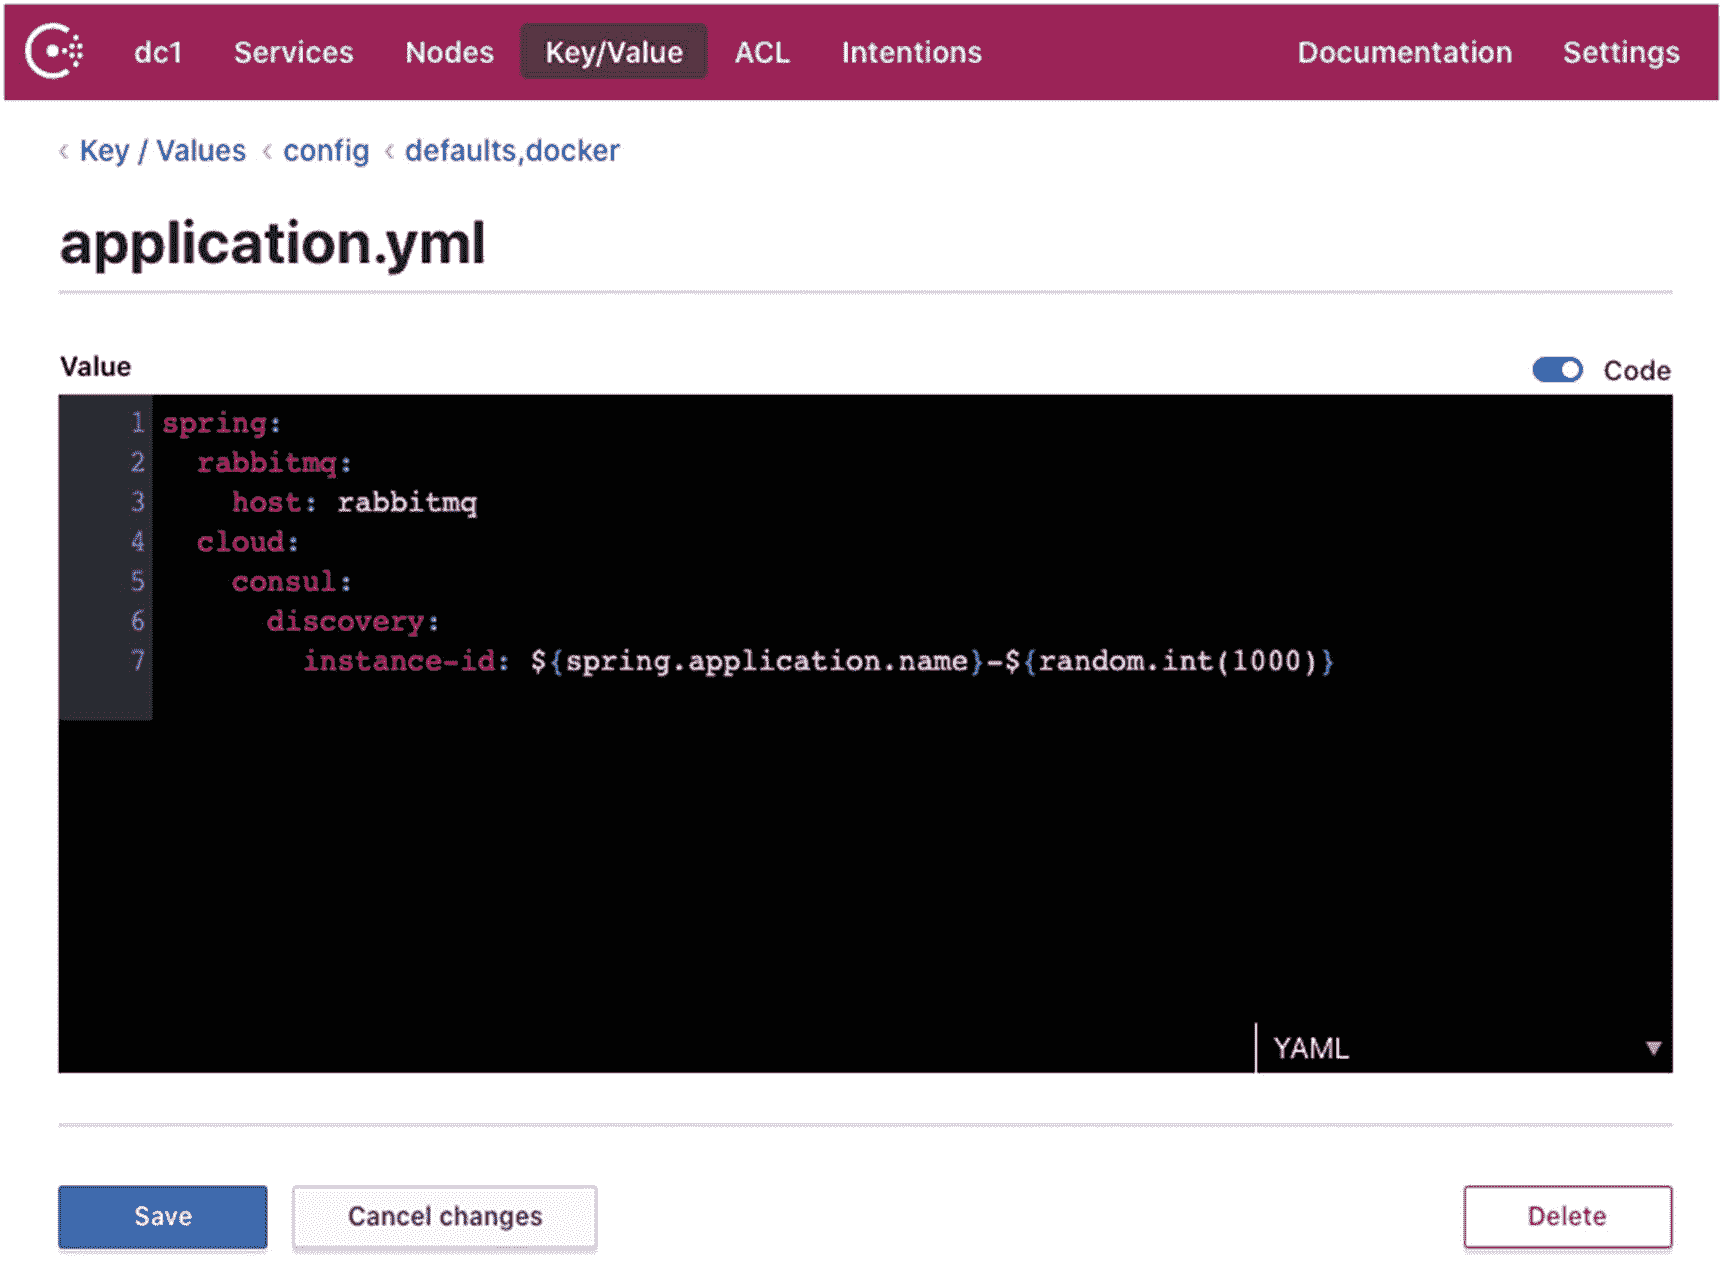 dc1 Services Nodes Key/Value ACL Intentions Documentation Settings
‹ Key / Values ‹ config ‹ defaults,docker
application.yml
Value Code
1 spring:
2   rabbitmq:
3     host: rabbitmq
4   cloud:
5     consul:
6       discovery:
7         instance-id: ${spring.application.name}-${random.int(1000)}
YAML ▼
Save Cancel changes Delete